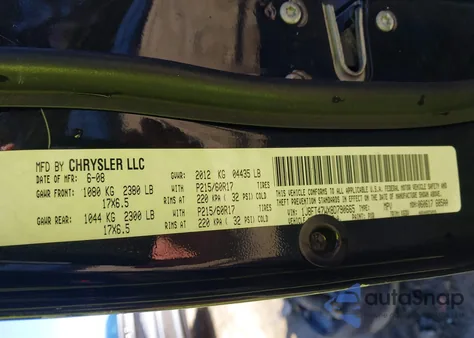 MFD BY CHRYSLER LLC
DATE OF MFR: 6-08 GVWR: 2012 KG 04435 LB
GAWR FRONT: 1080 KG 2380 LB WITH P215/60R17 TIRES
17X6.5 RIMS AT 220 KPA ( 32 PSI) COLD
GAWR REAR: 1044 KG 2300 LB WITH P215/60R17 TIRES
17X6.5 RIMS AT 220 KPA ( 32 PSI) COLD
THIS VEHICLE CONFORMS TO ALL APPLICABLE FEDERAL MOTOR VEHICLE SAFETY AND
THEFT PREVENTION STANDARDS IN EFFECT ON THE DATE OF MANUFACTURE SHOWN ABOVE.
VIN: TYPE: MPV MDH:
autoSnap